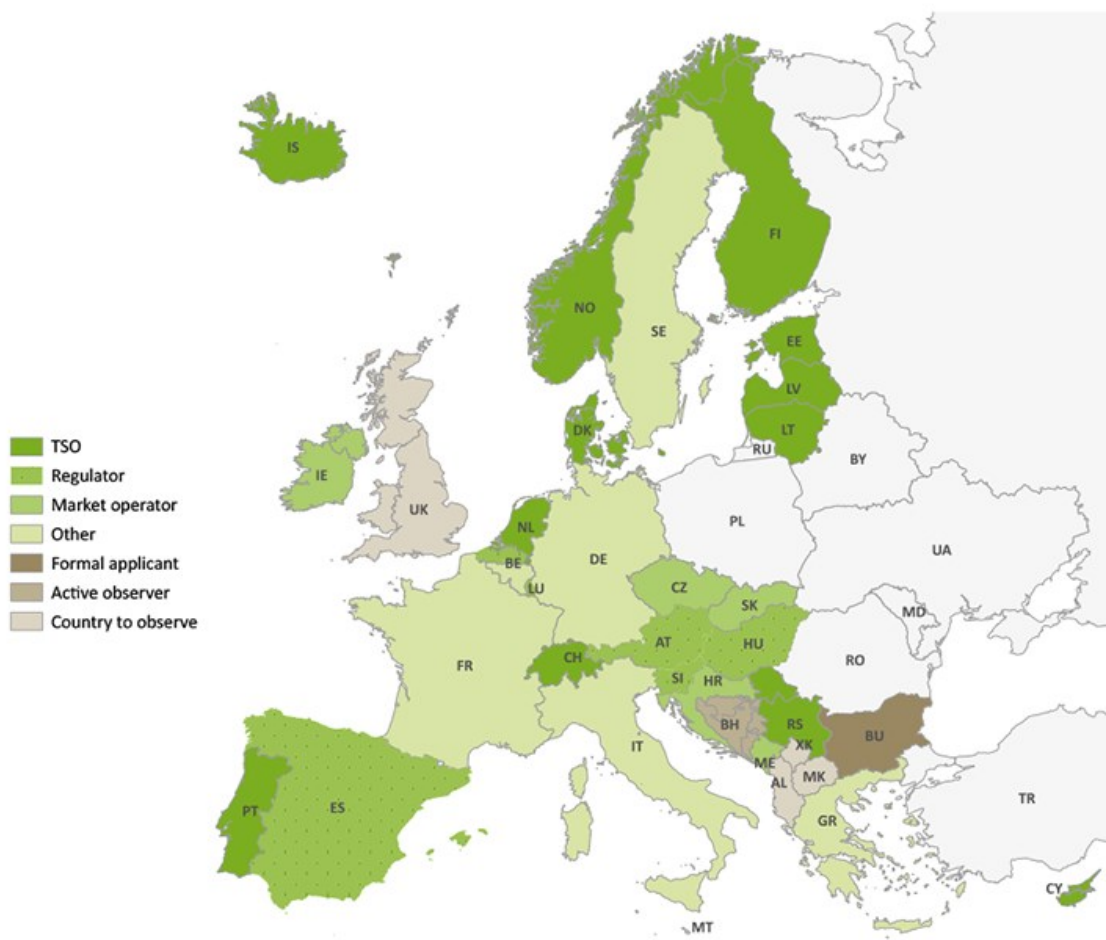 IS
FI
NO
SE
EE
LV
LT
DK
RU
BY
IE
UK
NL
PL
BE
DE
UA
LU
CZ
SK
MD
FR
CH
AT
HU
RO
SI
HR
BH
RS
BU
IT
XK
ME
AL
MK
TR
PT
ES
GR
CY
MT
TSO
Regulator
Market operator
Other
Formal applicant
Active observer
Country to observe